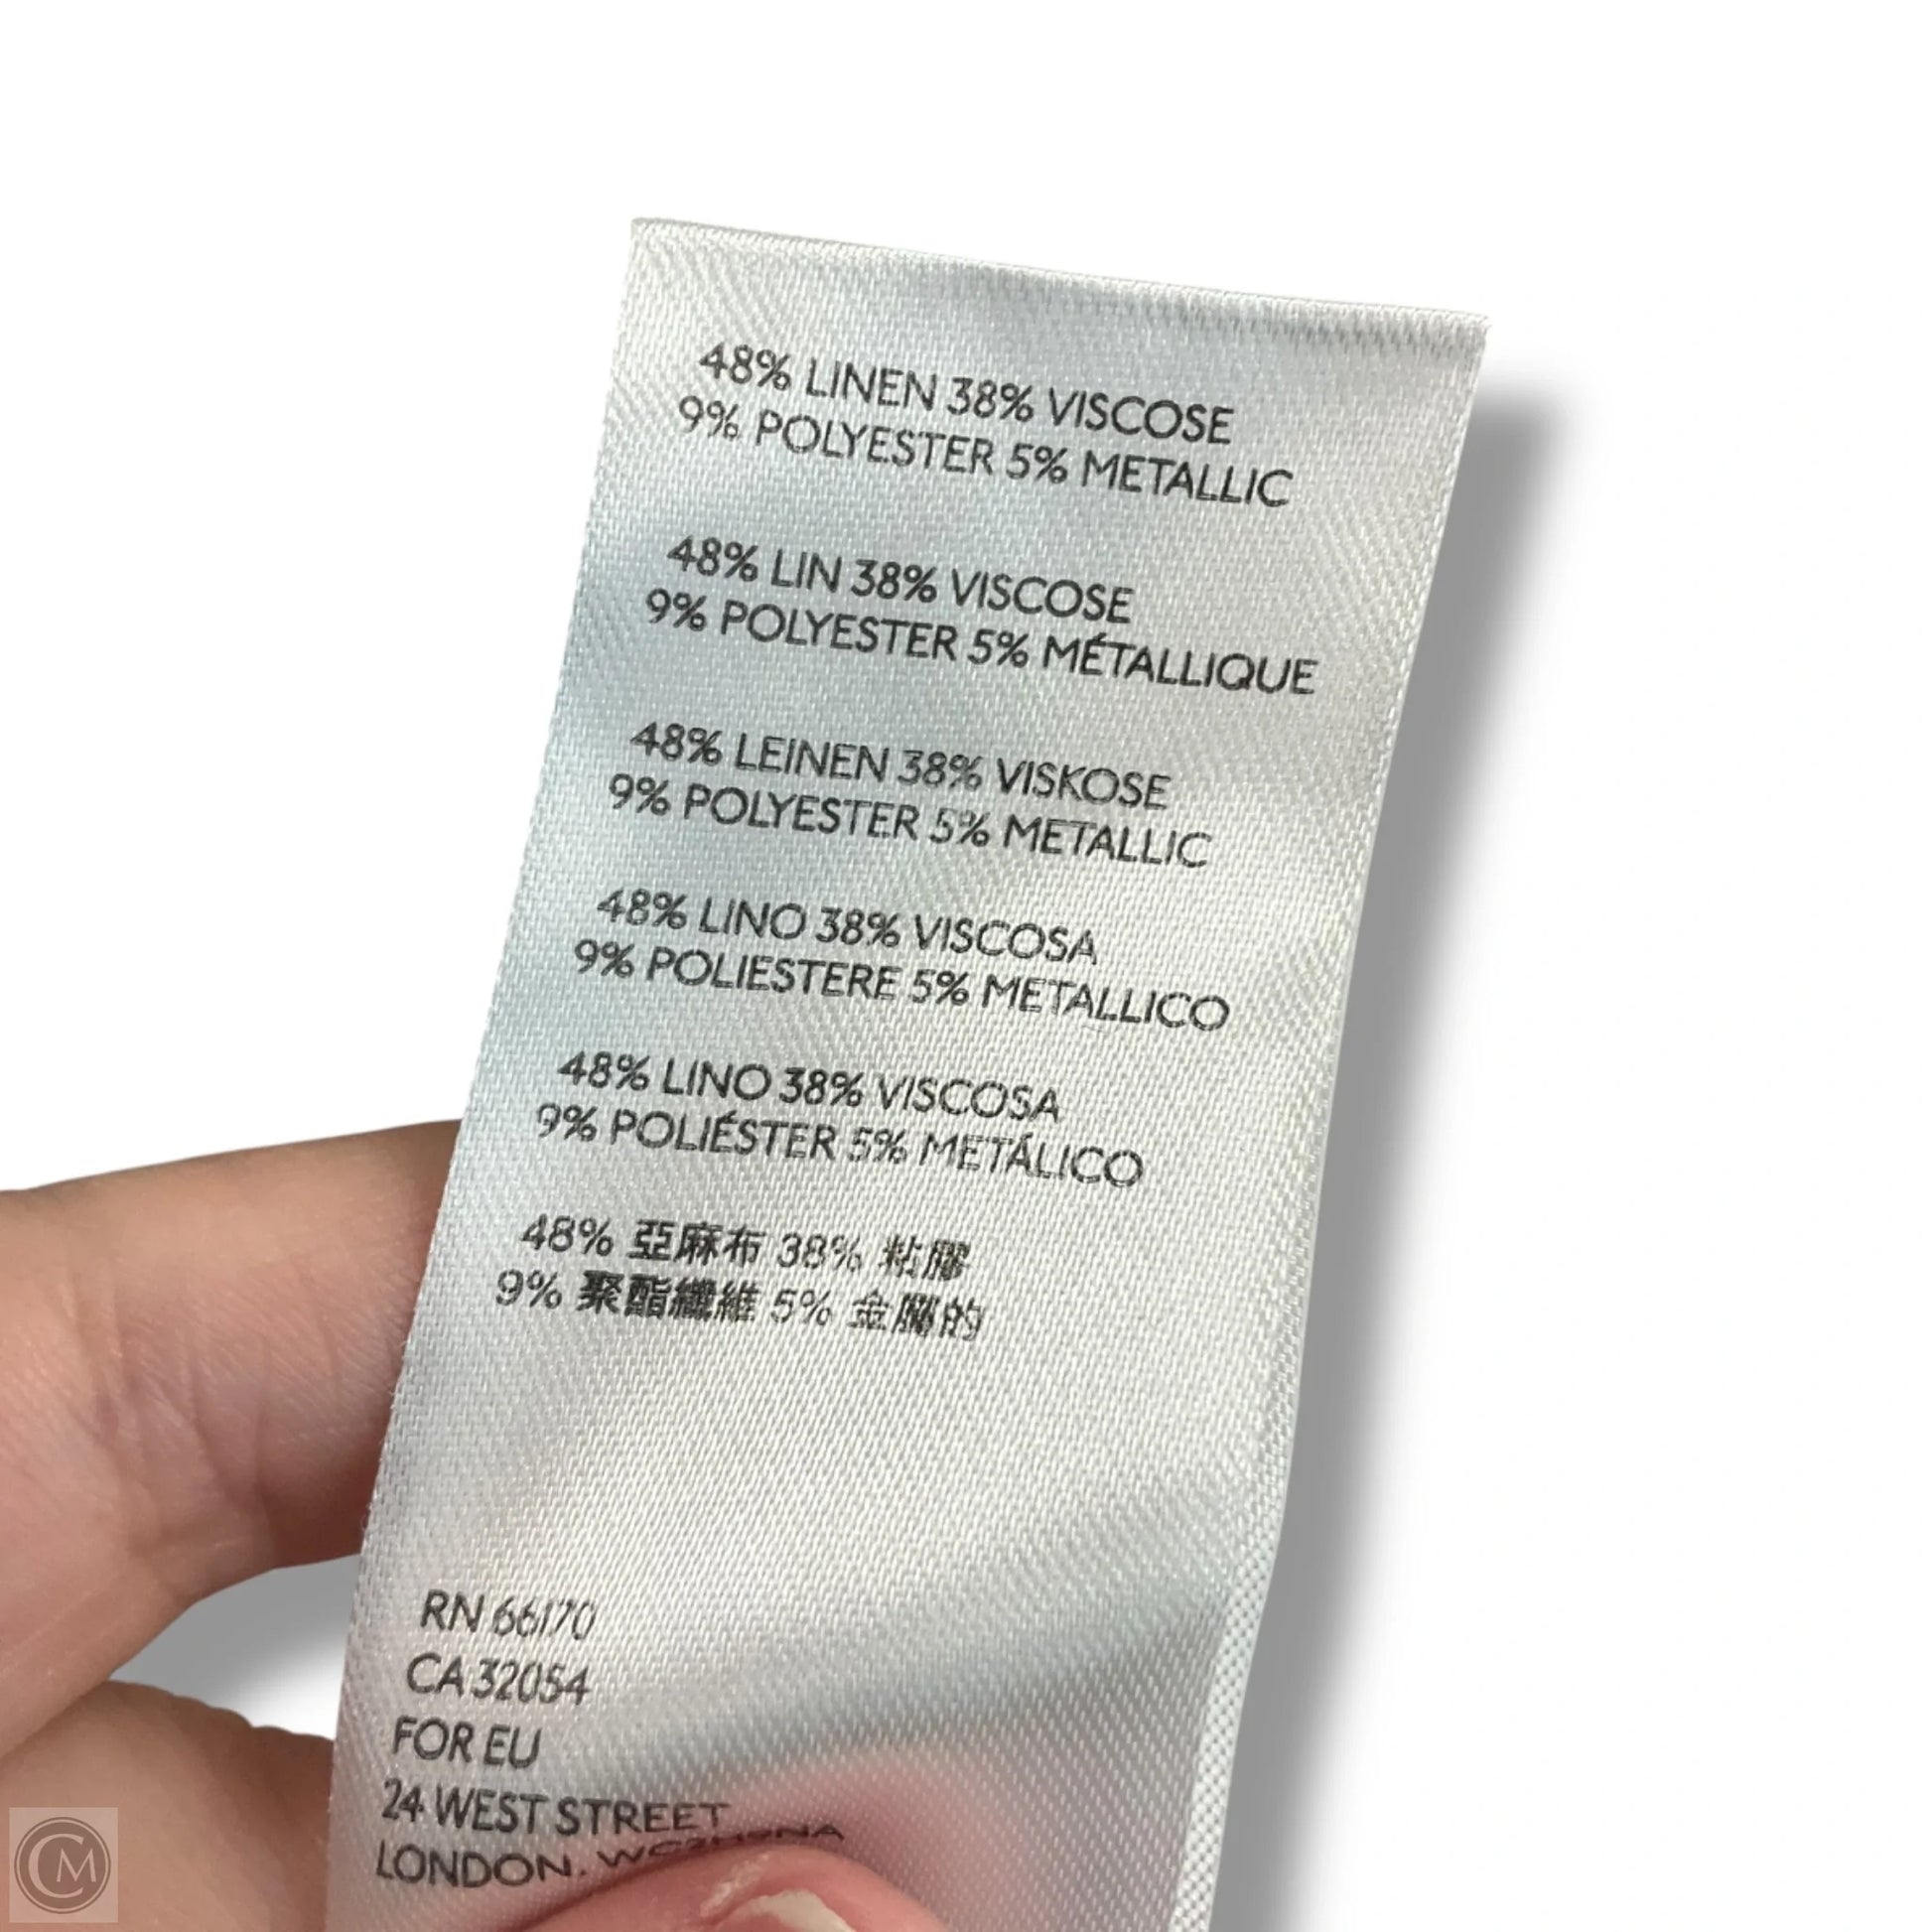 48% LINEN 38% VISCOSE
9% POLYESTER 5% METALLIC
48% LIN 38% VISCOSE
9% POLYESTER 5% MÉTALLIQUE
48% LEINEN 38% VISKOSE
9% POLYESTER 5% METALLIC
48% LINO 38% VISCOSA
9% POLIESTERE 5% METALLICO
48% LINO 38% VISCOSA
9% POLIÉSTER 5% METÁLICO
48% 亞麻布 38% 粘膠
9% 聚酯纖維 5% 金屬的
RN 66170
CA 32054
FOR EU
24 WEST STREET
LONDON.
CM